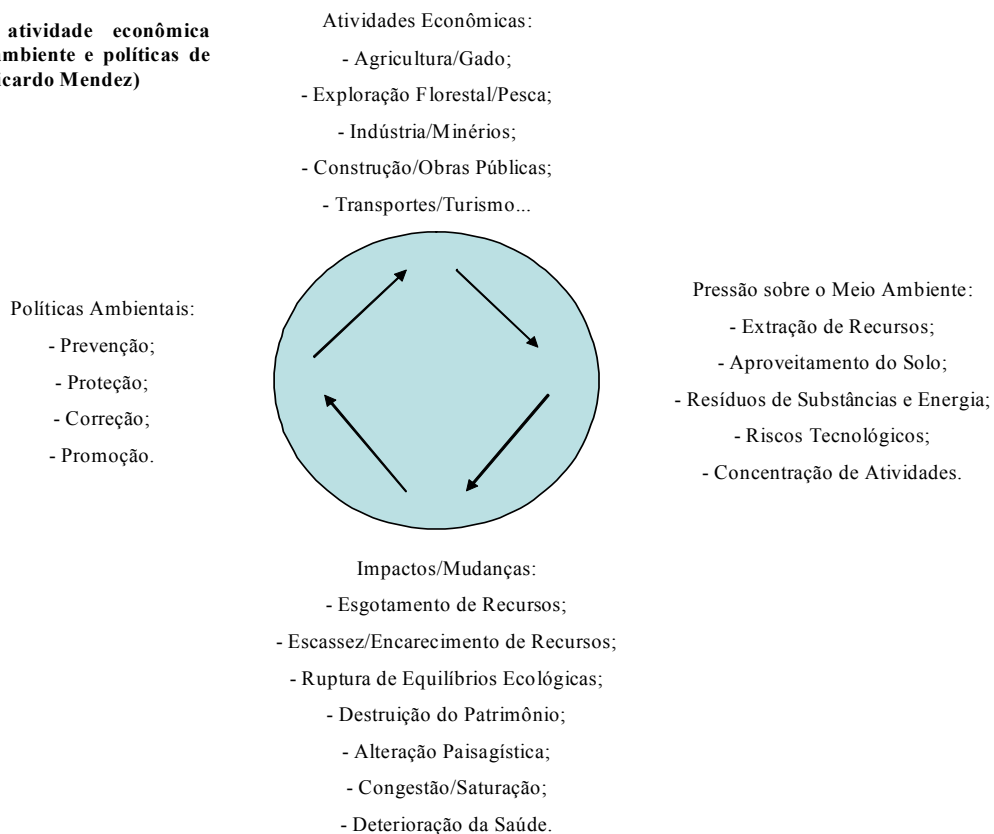 atividade econômica
ambiente e políticas de
icardo Mendez)
Atividades Econômicas:
- Agricultura/Gado;
- Exploração Florestal/Pesca;
- Indústria/Minérios;
- Construção/Obras Públicas;
- Transportes/Turismo...
Políticas Ambientais:
- Prevenção;
- Proteção;
- Correção;
- Promoção.
Pressão sobre o Meio Ambiente:
- Extração de Recursos;
- Aproveitamento do Solo;
- Resíduos de Substâncias e Energia;
- Riscos Tecnológicos;
- Concentração de Atividades.
Impactos/Mudanças:
- Esgotamento de Recursos;
- Escassez/Encarecimento de Recursos;
- Ruptura de Equilíbrios Ecológicas;
- Destruição do Patrimônio;
- Alteração Paisagística;
- Congestão/Saturação;
- Deterioração da Saúde.